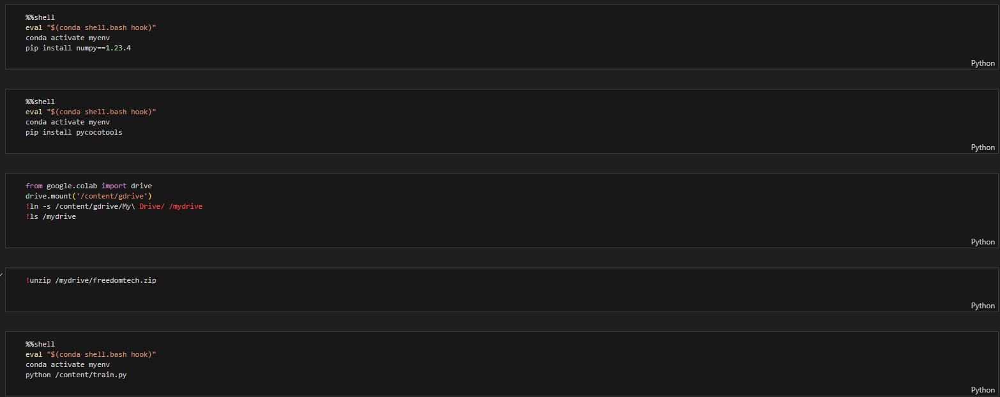 %%shell
eval "$(conda shell.bash hook)"
conda activate myenv
pip install numpy==1.23.4
Python
%%shell
eval "$(conda shell.bash hook)"
conda activate myenv
pip install pycocotools
Python
from google.colab import drive
drive.mount('/content/gdrive')
!ln -s /content/gdrive/My\ Drive/ /mydrive
!ls /mydrive
Python
!unzip /mydrive/freedomtech.zip
Python
%%shell
eval "$(conda shell.bash hook)"
conda activate myenv
python /content/train.py
Python